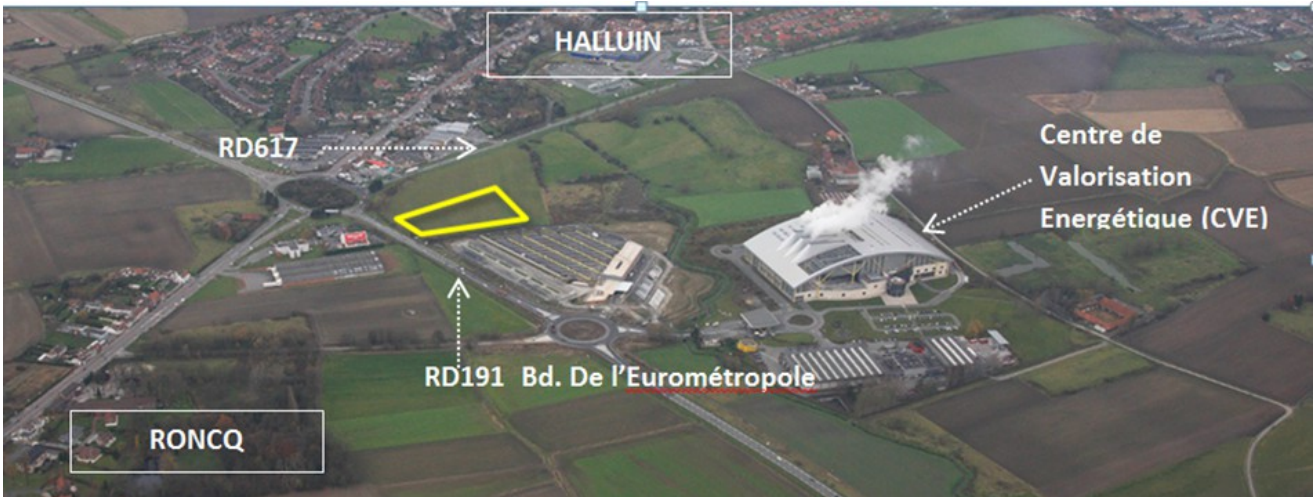 HALLUIN
RD617
Centre de
Valorisation
Energétique (CVE)
RD191 Bd. De l'Eurométropole
RONCQ